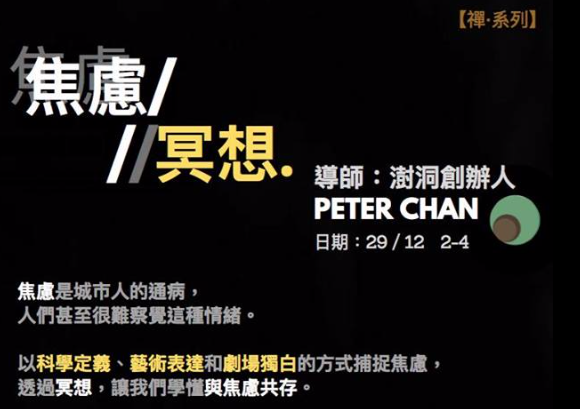 【禪·系列】
焦慮
焦慮/
//冥想.
導師：澍洞創辦人
PETER CHAN
日期：29 / 12 2-4
焦慮是城市人的通病，
人們甚至很難察覺這種情緒。
以科學定義、藝術表達和劇場獨白的方式捕捉焦慮，
透過冥想，讓我們學懂與焦慮共存。